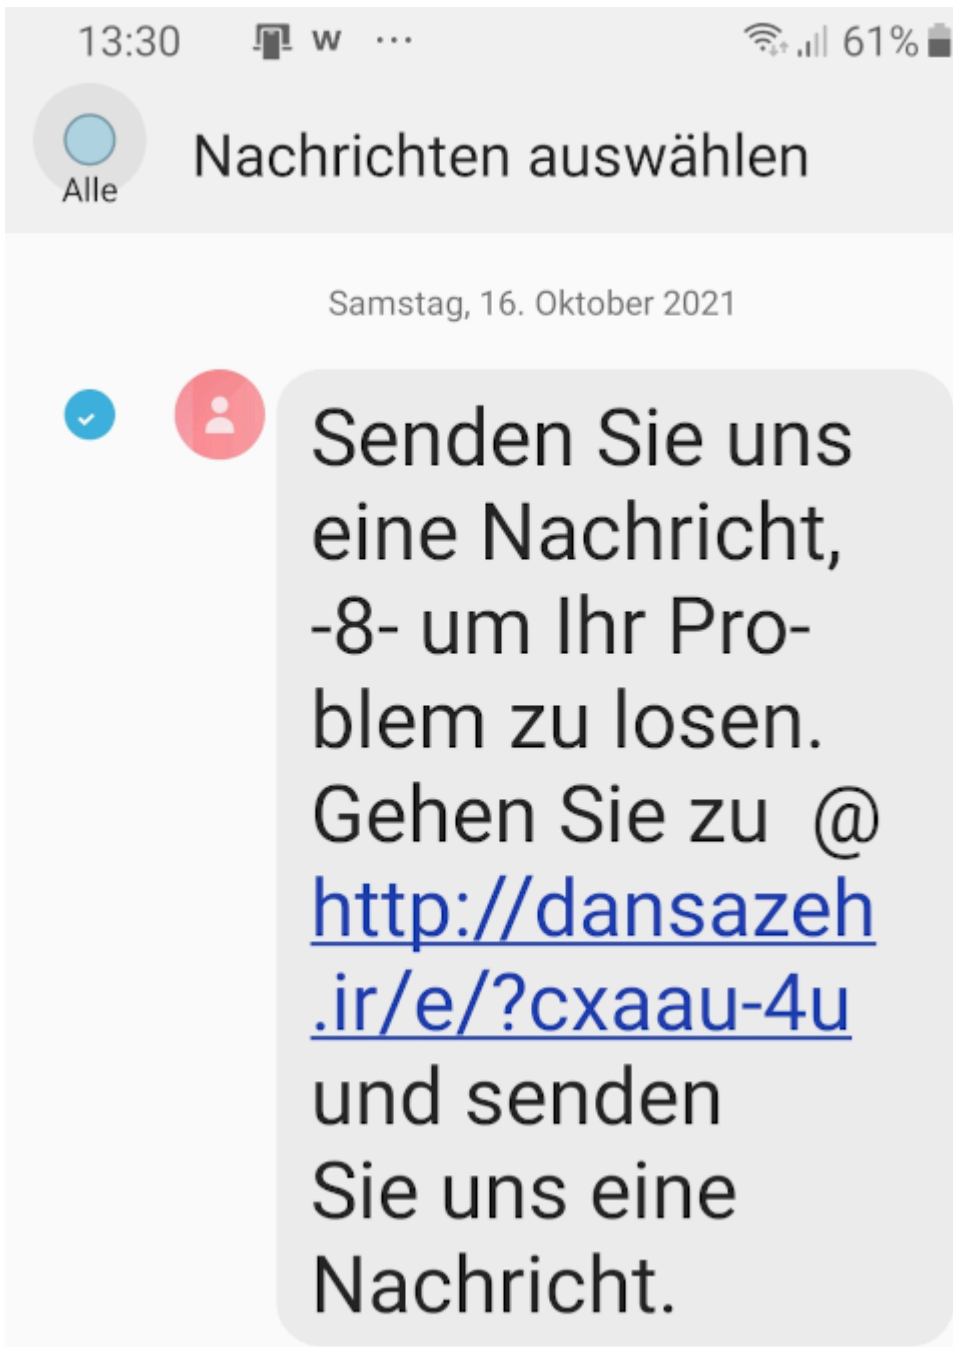 13:30 w ... 61%
Alle
Nachrichten auswählen
Samstag, 16. Oktober 2021
Senden Sie uns
eine Nachricht,
-8- um Ihr Pro-
blem zu losen.
Gehen Sie zu  @
http://dansazeh
.ir/e/?cxaau-4u
und senden
Sie uns eine
Nachricht.